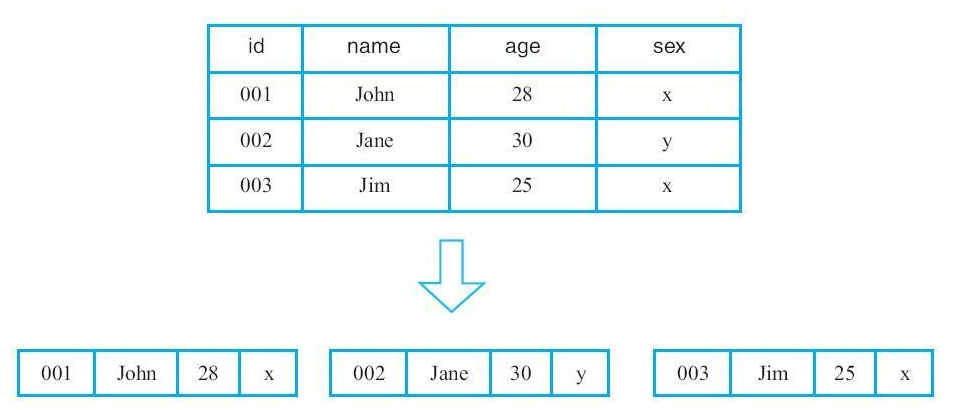 id name age sex
001 John 28 x
002 Jane 30 y
003 Jim 25 x
001 John 28 x 002 Jane 30 y 003 Jim 25 x